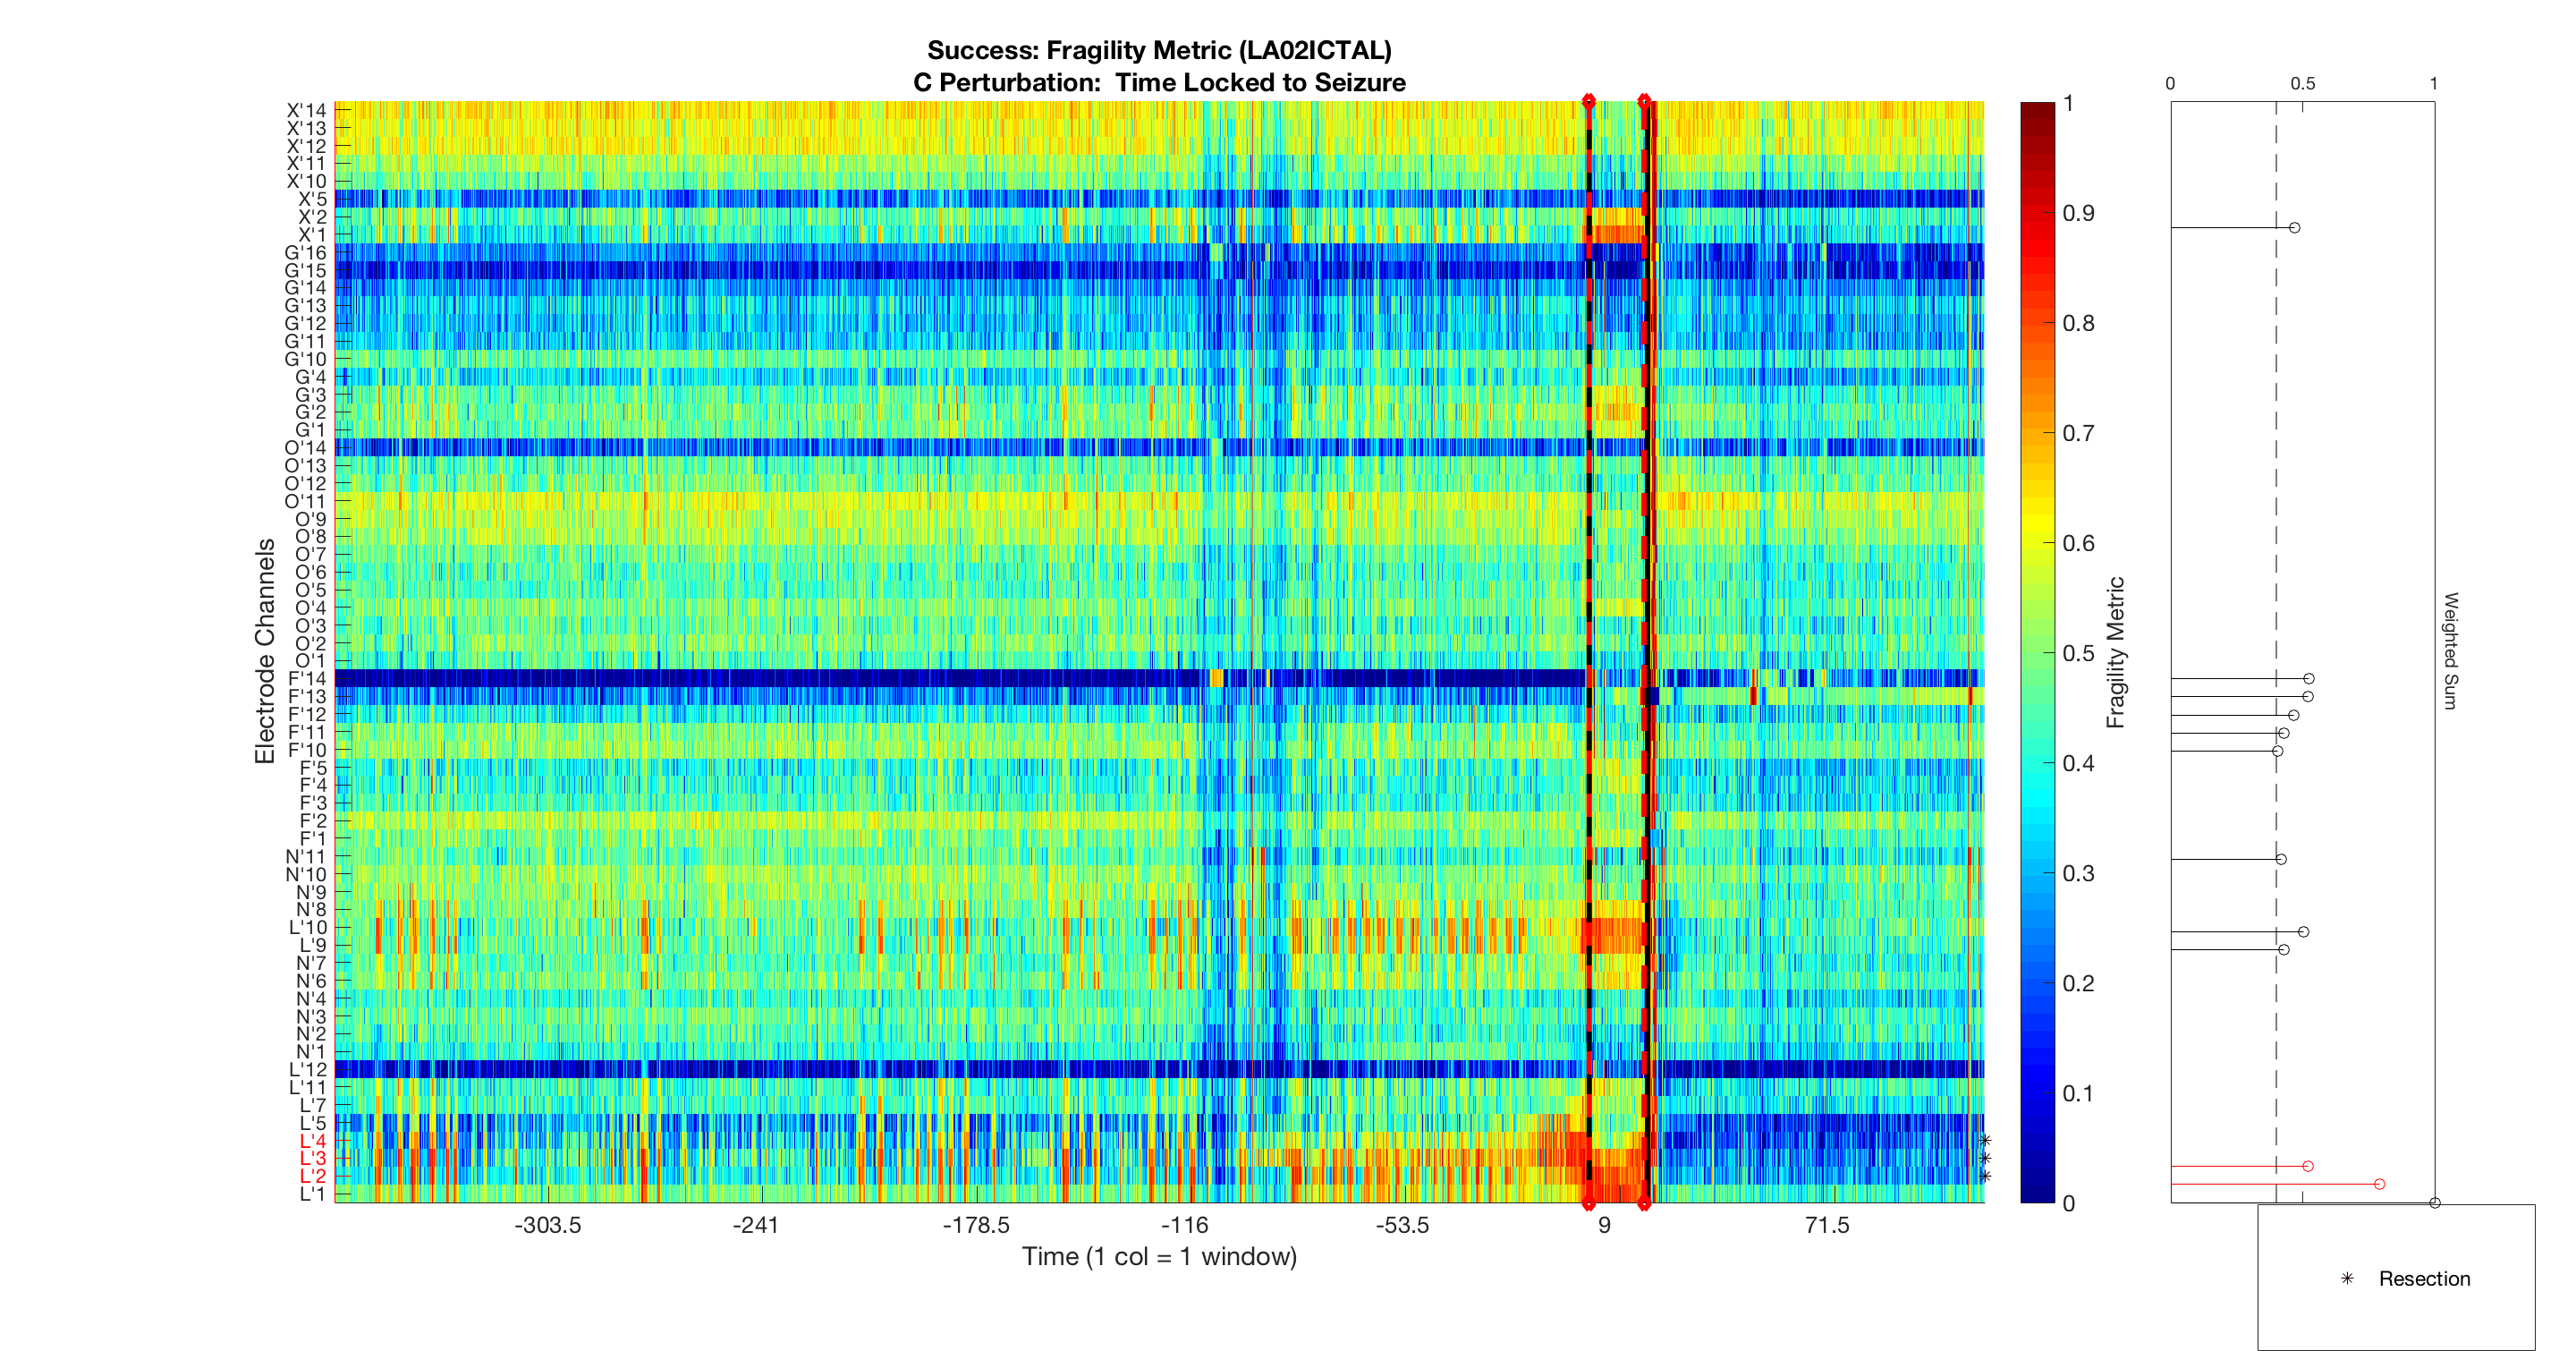 Success: Fragility Metric (LA02ICTAL)
C Perturbation:  Time Locked to Seizure
Electrode Channels
X'14
X'13
X'12
X'11
X'10
X'5
X'2
X'1
G'16
G'15
G'14
G'13
G'12
G'11
G'10
G'4
G'3
G'2
G'1
O'14
O'13
O'12
O'11
O'9
O'8
O'7
O'6
O'5
O'4
O'3
O'2
O'1
F'14
F'13
F'12
F'11
F'10
F'5
F'4
F'3
F'2
F'1
N'11
N'10
N'9
N'8
L'10
L'9
N'7
N'6
N'4
N'3
N'2
N'1
L'12
L'11
L'7
L'5
L'4
L'3
L'2
L'1
-303.5
-241
-178.5
-116
-53.5
9
71.5
Time (1 col = 1 window)
1
0.9
0.8
0.7
0.6
0.5
0.4
0.3
0.2
0.1
0
Fragility Metric
0
0.5
1
Weighted Sum
Resection